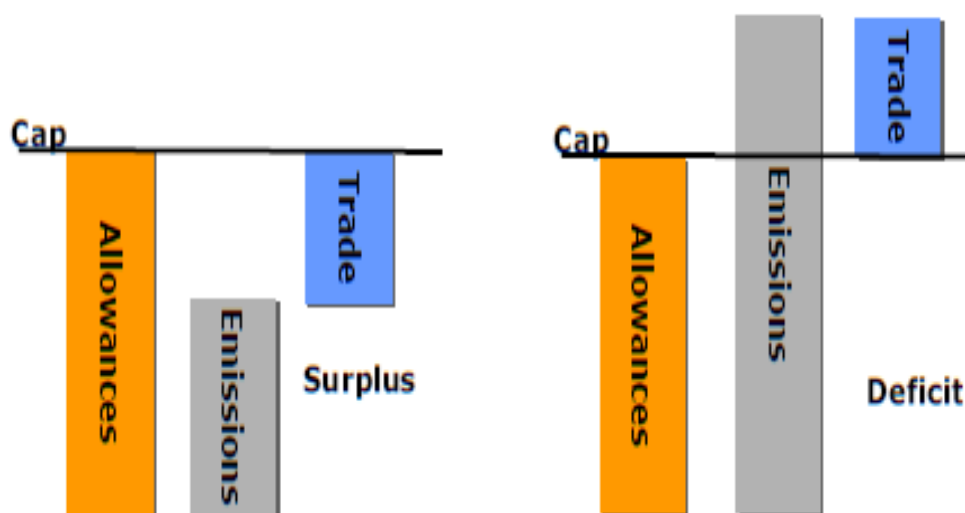 Cap
Allowances
Emissions
Trade
Surplus
Cap
Allowances
Emissions
Trade
Deficit